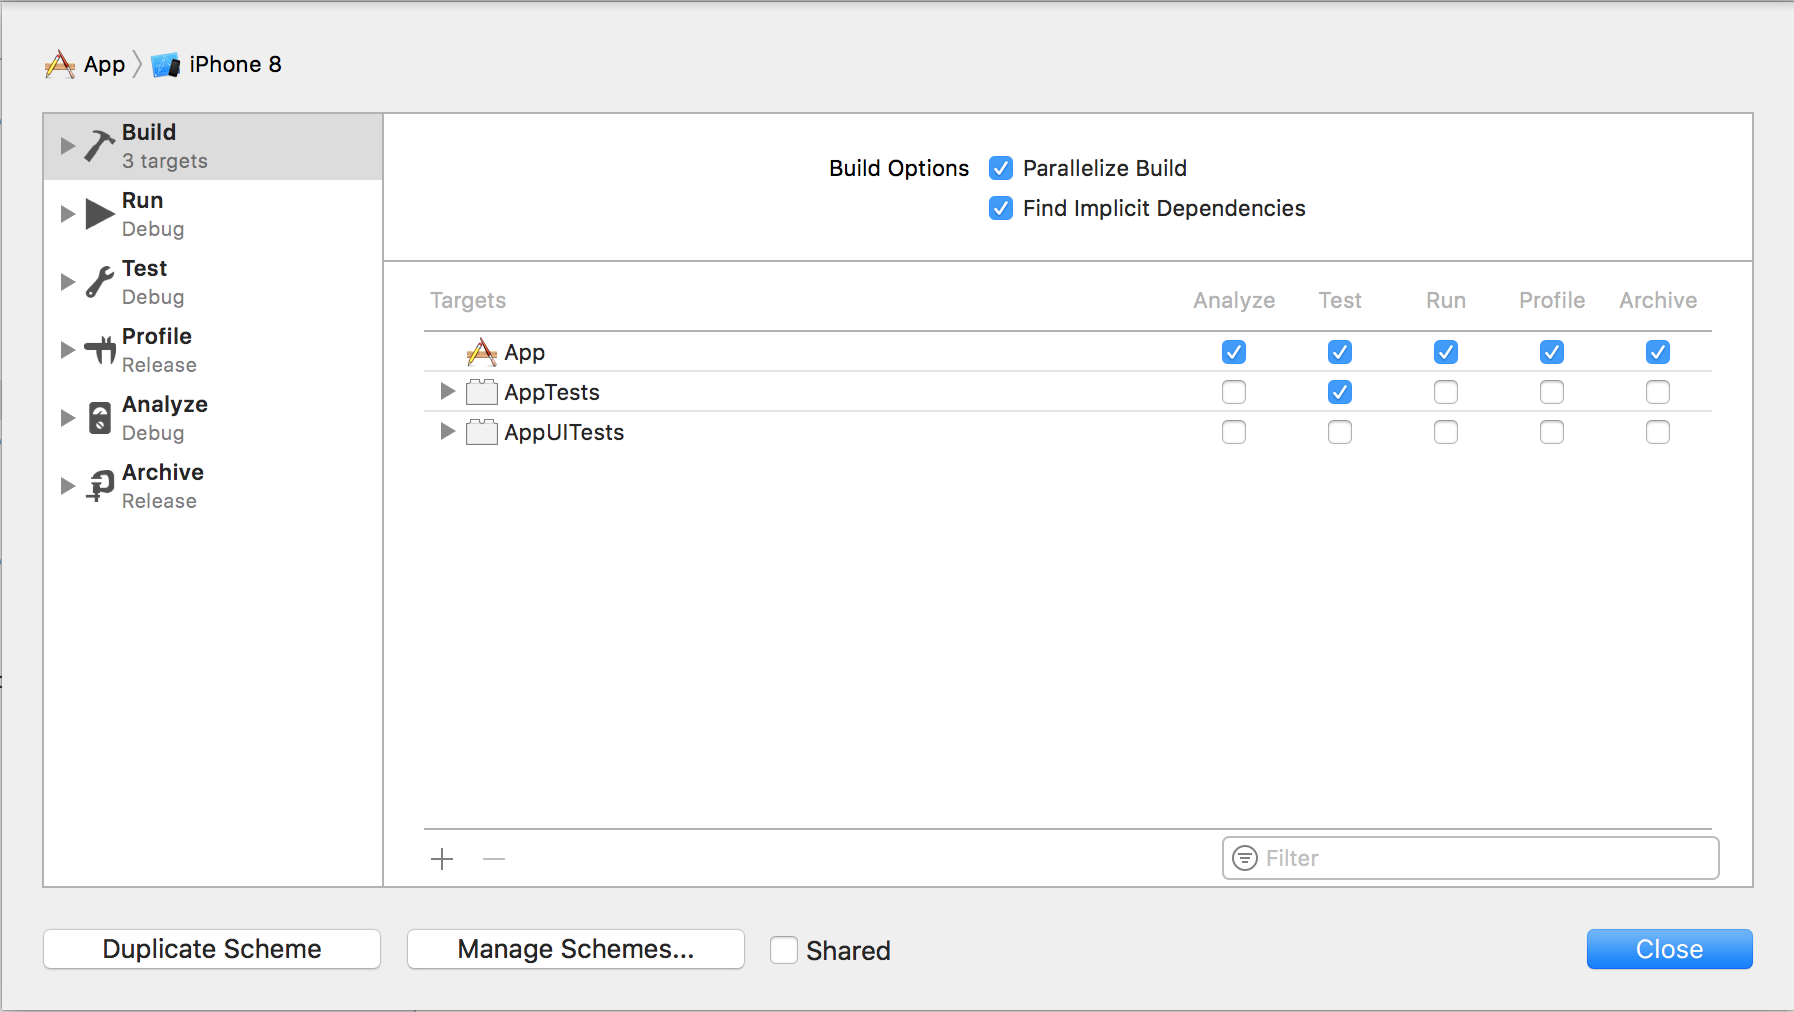 App iPhone 8
Build
3 targets
Run
Debug
Test
Debug
Profile
Release
Analyze
Debug
Archive
Release
Build Options Parallelize Build
Find Implicit Dependencies
Targets Analyze Test Run Profile Archive
App
AppTests
AppUITests
Filter
Duplicate Scheme Manage Schemes... Shared Close